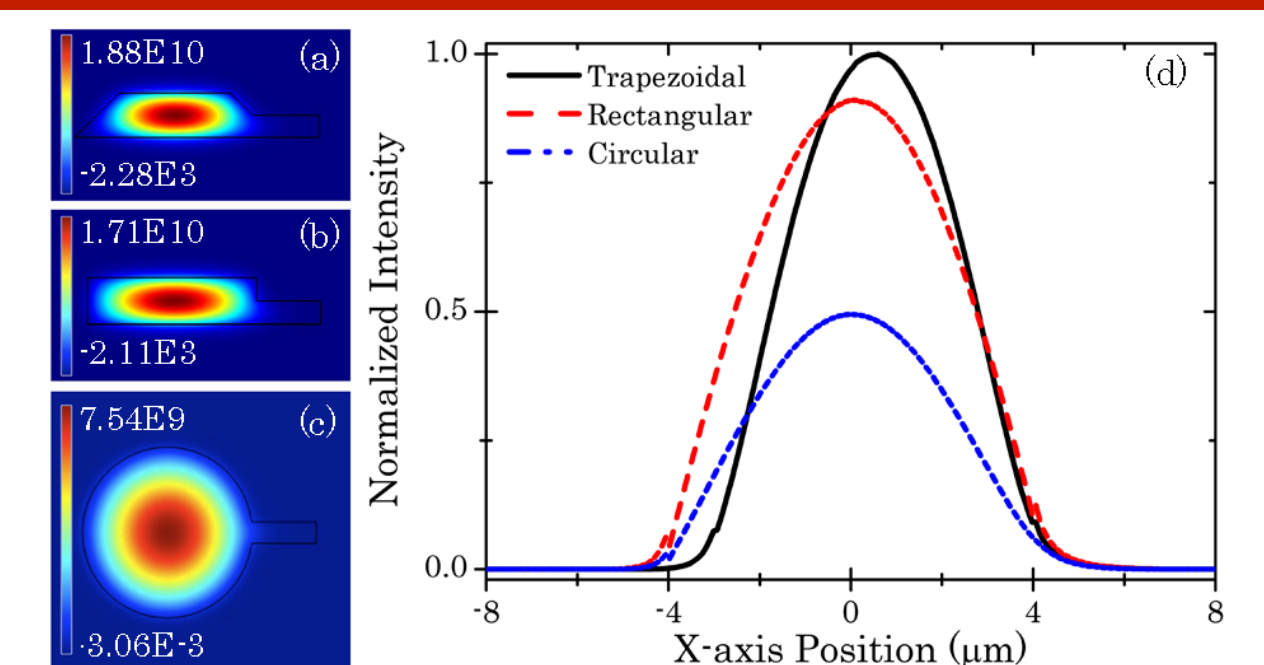 1.88E10
(a)
-2.28E3
1.71E10
(b)
-2.11E3
7.54E9
(c)
-3.06E-3
(d)
Trapezoidal
Rectangular
Circular
Normalized Intensity
1.0
0.5
0.0
-8
-4
0
4
8
X-axis Position (μm)